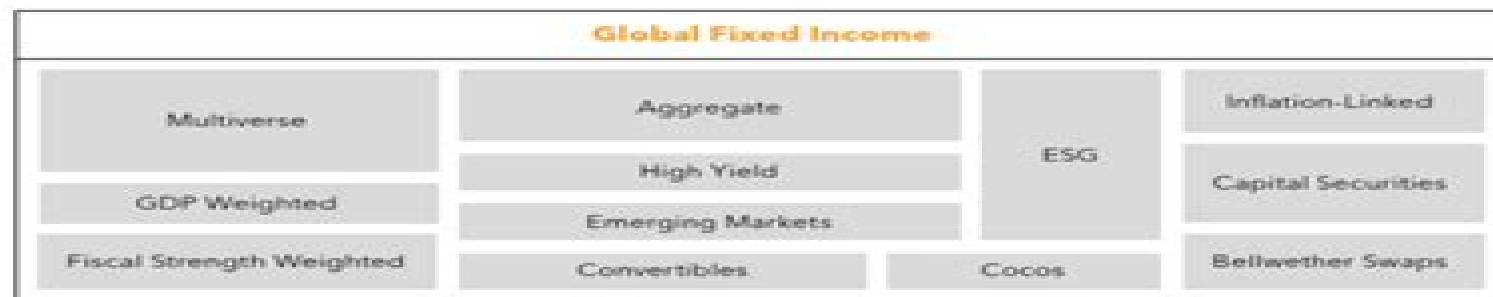 Global Fixed Income
Multiverse
GDP Weighted
Fiscal Strength Weighted
Aggregate
High Yield
Emerging Markets
Convertibles
Cocos
ESG
Inflation-Linked
Capital Securities
Bellwether Swaps